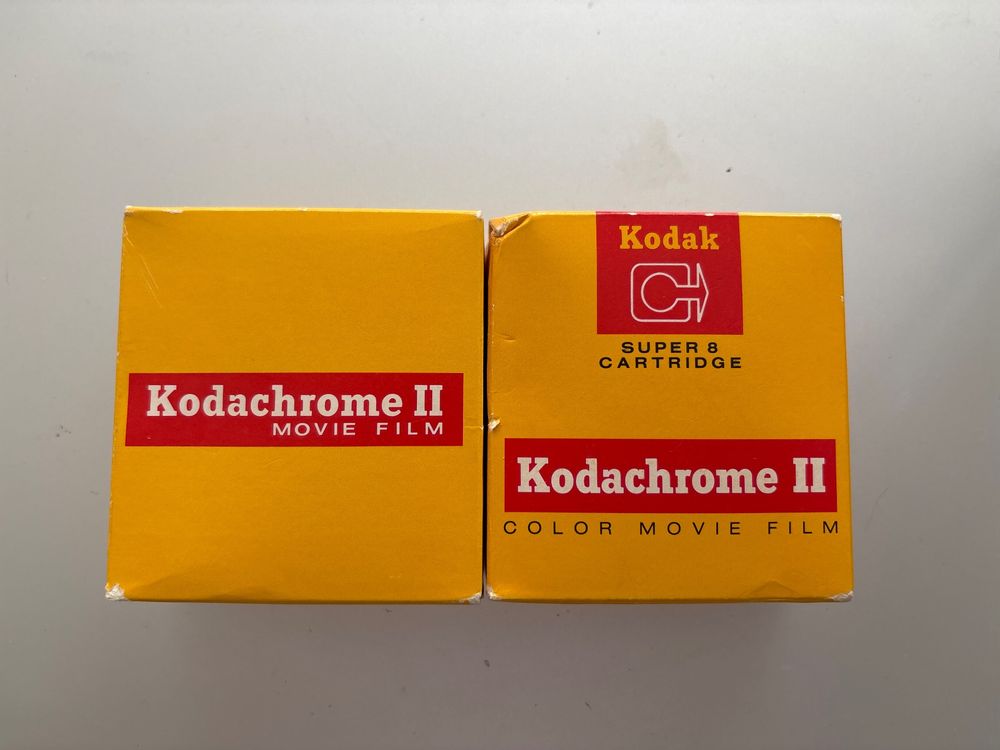 Kodachrome II
MOVIE FILM
Kodak
SUPER 8
CARTRIDGE
Kodachrome II
COLOR MOVIE FILM